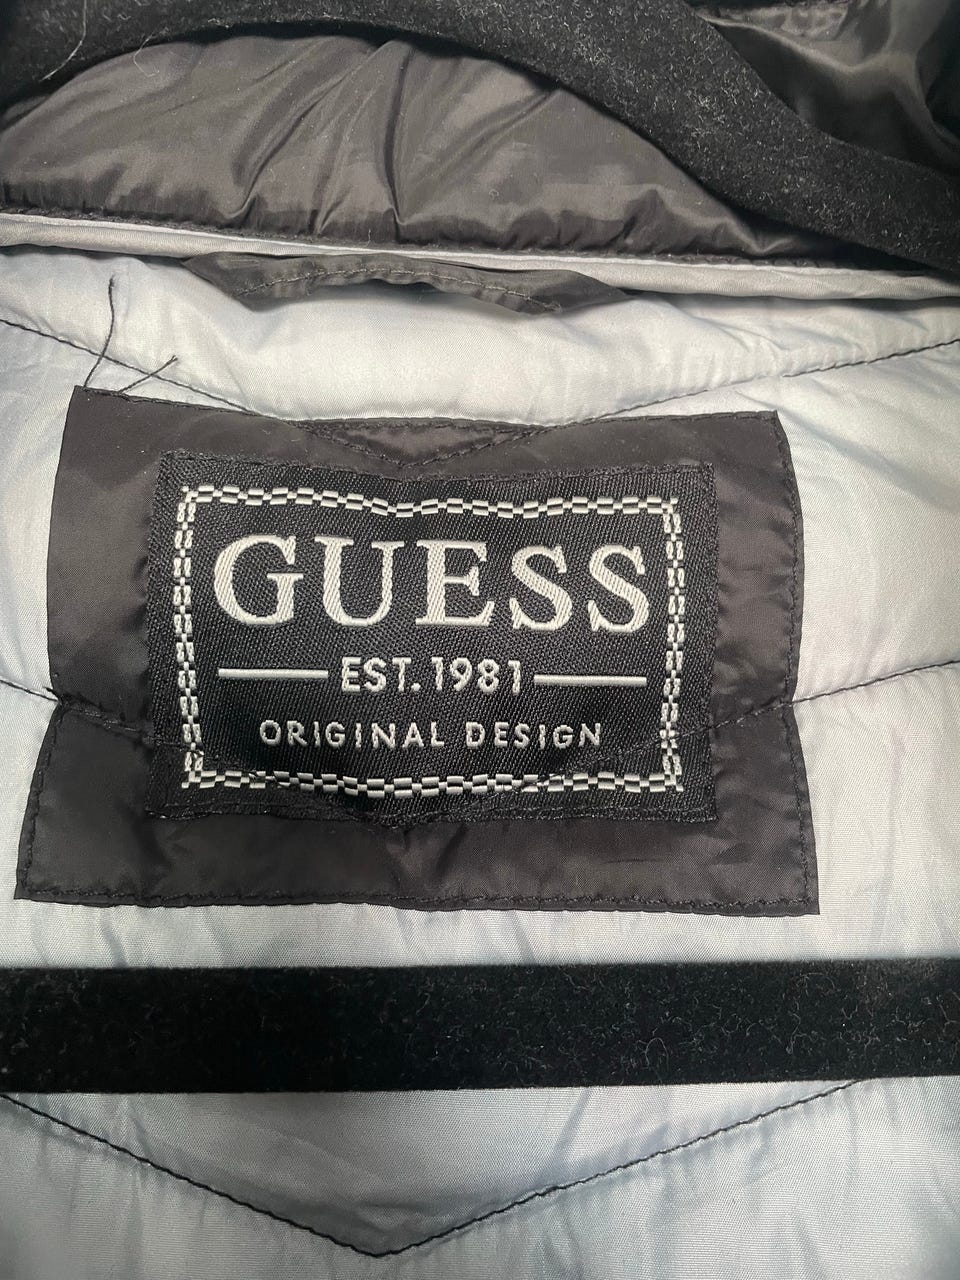 GUESS
EST. 1981
ORIGINAL DESIGN